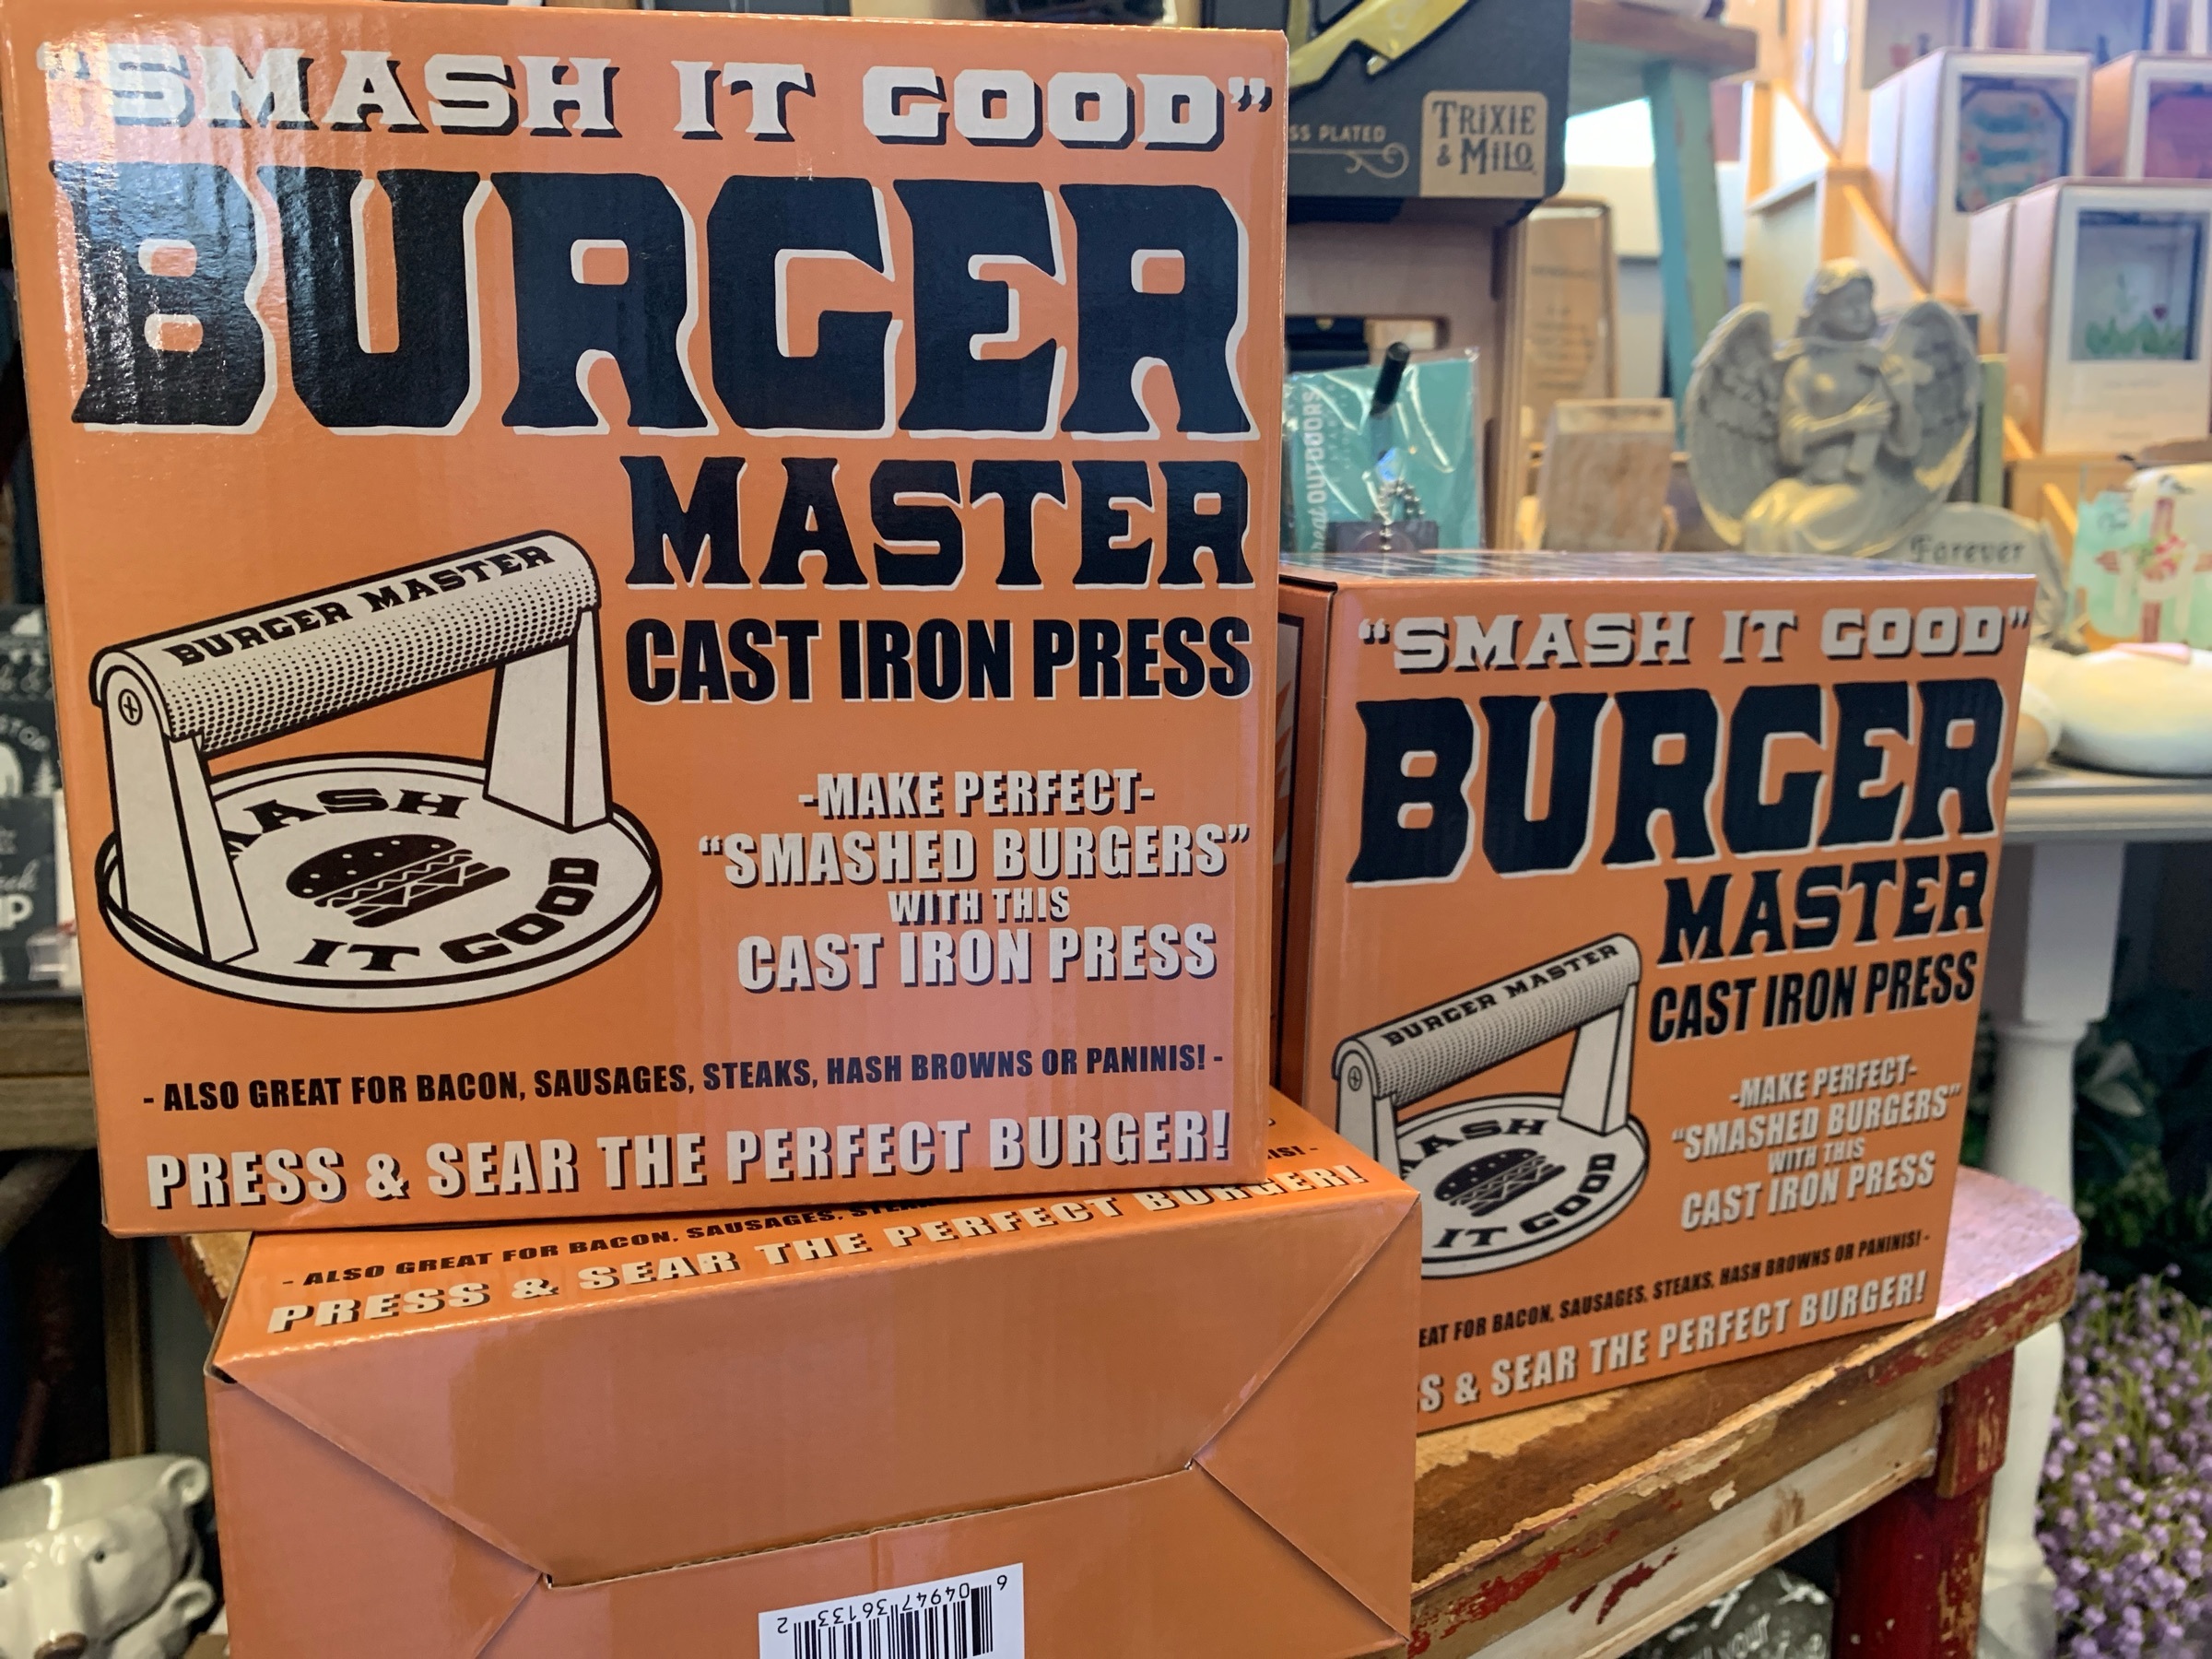 "SMASH IT GOOD"
BURGER
MASTER
CAST IRON PRESS
BURGER MASTER
SMASH
IT GOOD
-MAKE PERFECT-
"SMASHED BURGERS"
WITH THIS
CAST IRON PRESS
- ALSO GREAT FOR BACON, SAUSAGES, STEAKS, HASH BROWNS OR PANINIS! -
PRESS & SEAR THE PERFECT BURGER!
- ALSO GREAT FOR BACON, SAUSAGES,
PRESS & SEAR THE PERFECT BURGER!
6 04947 36133 2
PLATED
TRIXIE
& MILO
OUTDOORS
Forever
"SMASH IT GOOD"
BURGER
MASTER
CAST IRON PRESS
BURGER MASTER
MASH
IT GOOD
-MAKE PERFECT-
"SMASHED BURGERS"
WITH THIS
CAST IRON PRESS
EAT FOR BACON, SAUSAGES, STEAKS, HASH BROWNS OR PANINIS! -
S & SEAR THE PERFECT BURGER!